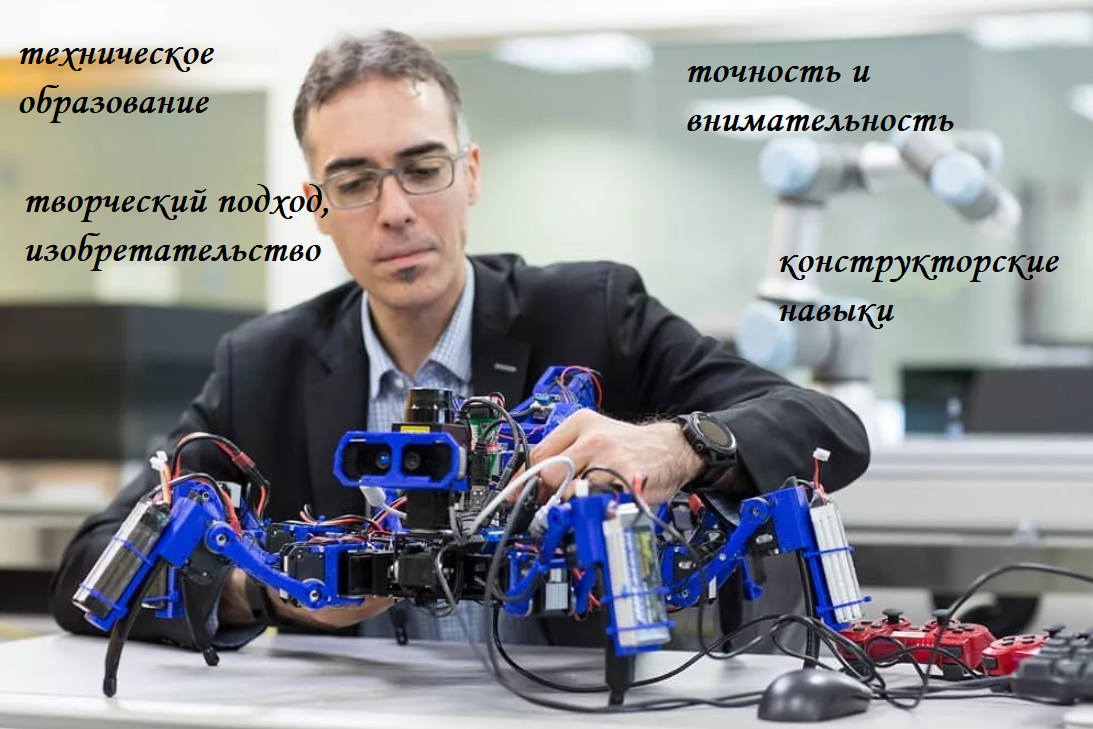 техническое
образование
творческий подход,
изобретательство
точность и
внимательность
конструкторские
навыки